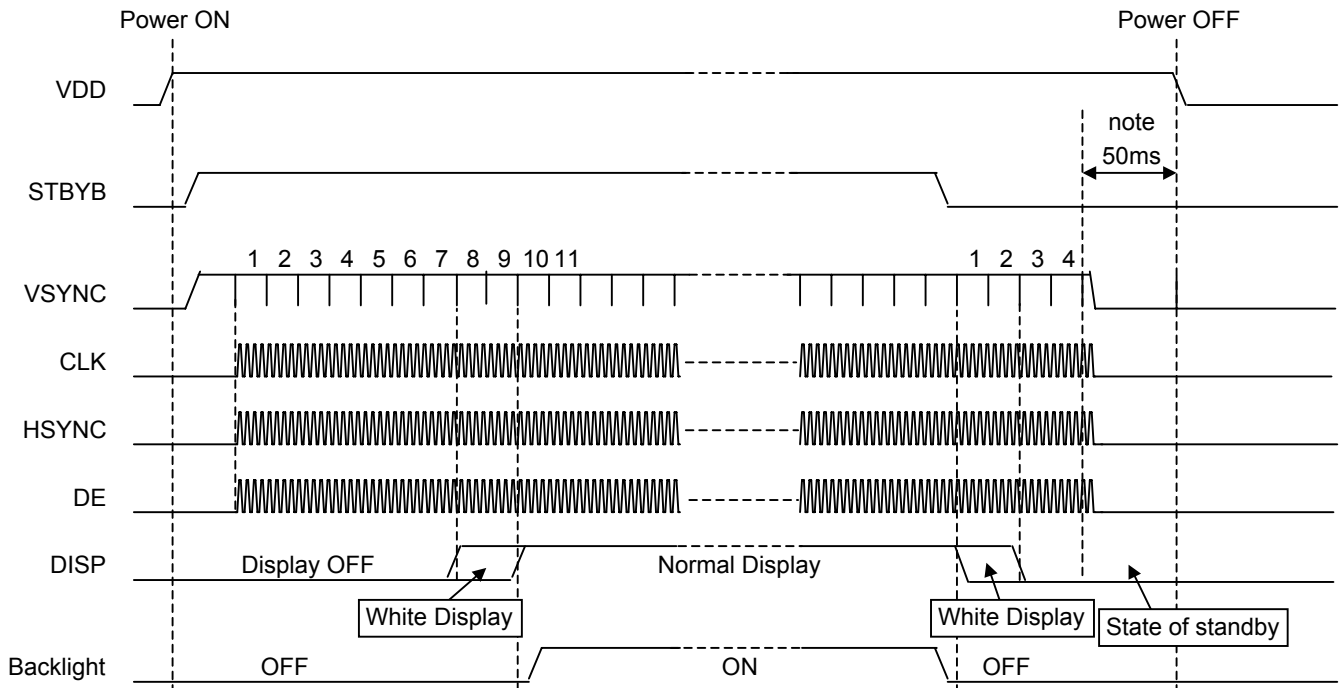 Power ON
Power OFF
VDD
note
50ms
STBYB
1 2 3 4 5 6 7 8 9 10 11
1 2 3 4
VSYNC
CLK
HSYNC
DE
DISP
Display OFF
Normal Display
White Display
White Display
State of standby
Backlight
OFF
ON
OFF